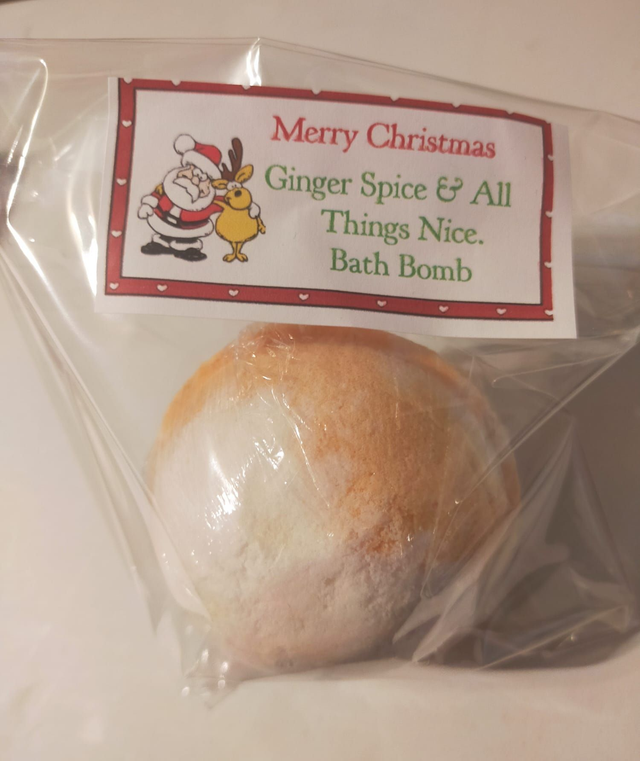 Merry Christmas
Ginger Spice & All
Things Nice.
Bath Bomb